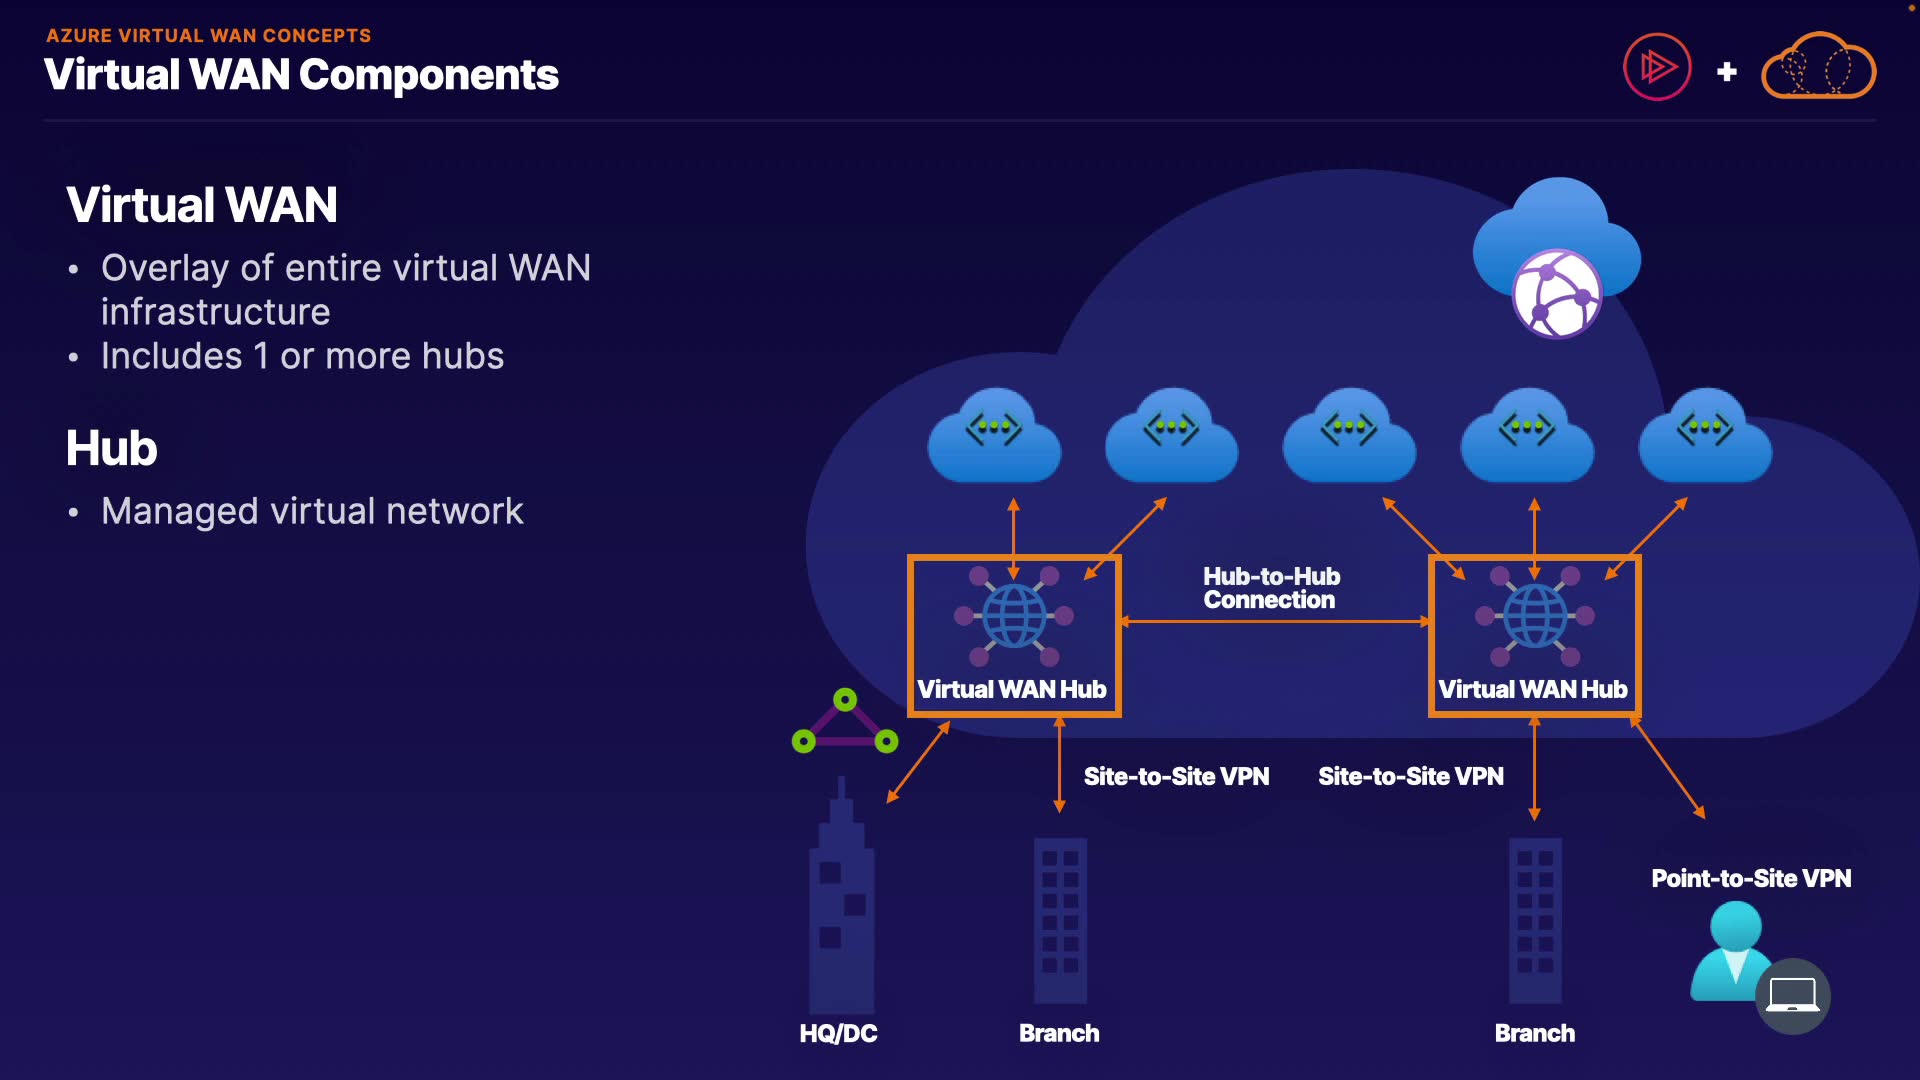 AZURE VIRTUAL WAN CONCEPTS
Virtual WAN Components
Virtual WAN
• Overlay of entire virtual WAN
infrastructure
• Includes 1 or more hubs
Hub
• Managed virtual network
Hub-to-Hub
Connection
Virtual WAN Hub
Virtual WAN Hub
Site-to-Site VPN
Site-to-Site VPN
Point-to-Site VPN
HQ/DC
Branch
Branch